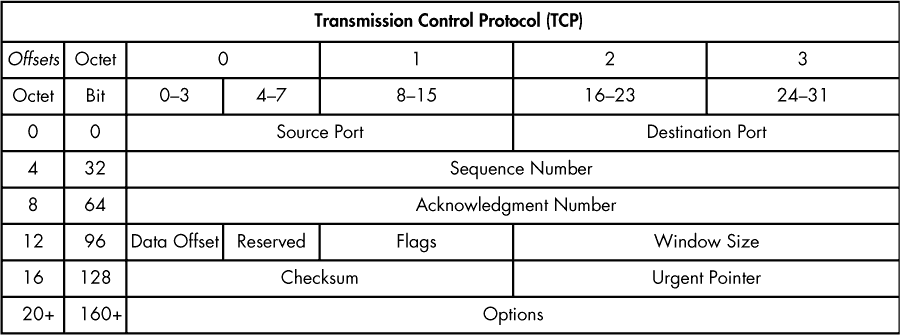 Transmission Control Protocol (TCP)
Offsets Octet 0 1 2 3
Octet Bit 0–3 4–7 8–15 16–23 24–31
0 0 Source Port Destination Port
4 32 Sequence Number
8 64 Acknowledgment Number
12 96 Data Offset Reserved Flags Window Size
16 128 Checksum Urgent Pointer
20+ 160+ Options